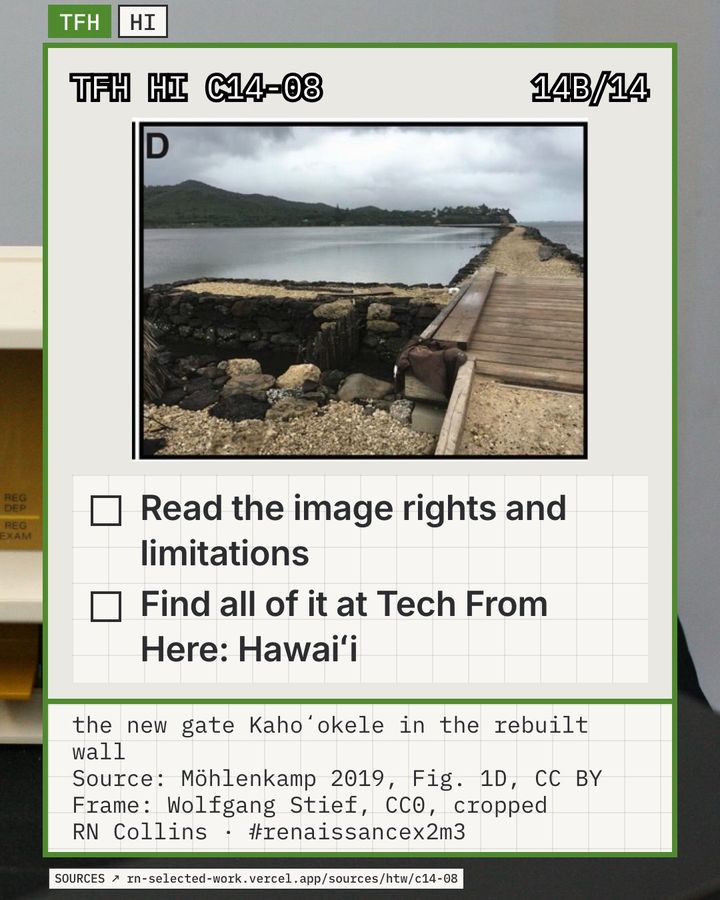 TFH HI
TFH HI C14-08 14B/14
D
Read the image rights and
limitations
Find all of it at Tech From
Here: Hawaiʻi
REG
DEP
REG
EXAM
the new gate Kahoʻokele in the rebuilt
wall
Source: Möhlenkamp 2019, Fig. 1D, CC BY
Frame: Wolfgang Stief, CC0, cropped
RN Collins · #renaissancex2m3
SOURCES ↗ rn-selected-work.vercel.app/sources/htw/c14-08